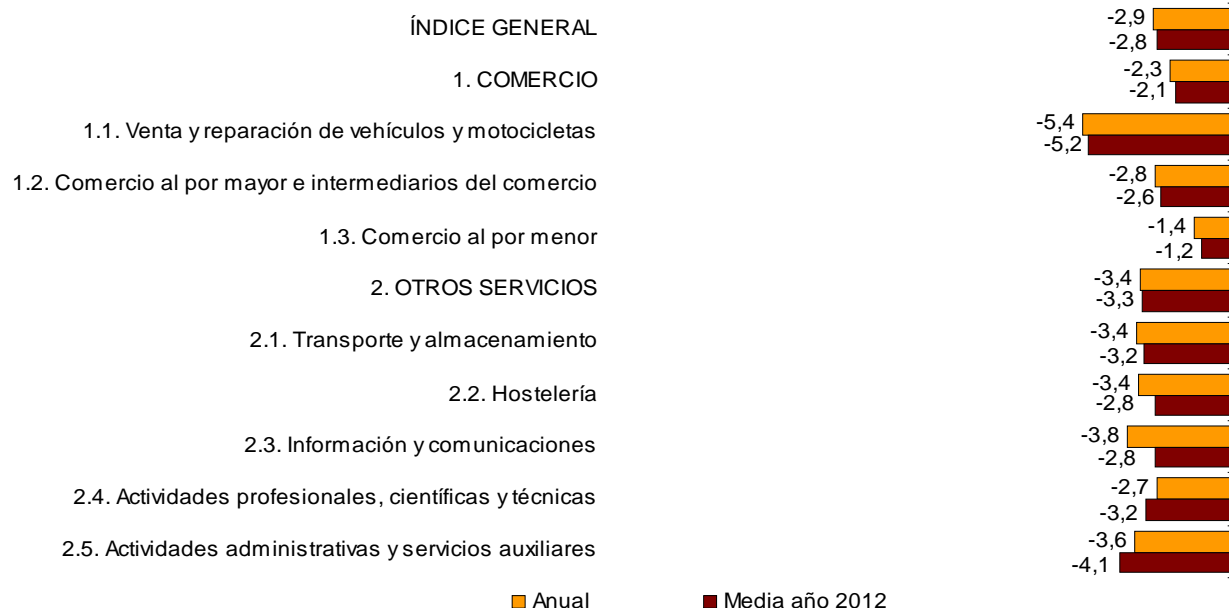 ÍNDICE GENERAL
-2,9
-2,8
1. COMERCIO
-2,3
-2,1
1.1. Venta y reparación de vehículos y motocicletas
-5,4
-5,2
1.2. Comercio al por mayor e intermediarios del comercio
-2,8
-2,6
1.3. Comercio al por menor
-1,4
-1,2
2. OTROS SERVICIOS
-3,4
-3,3
2.1. Transporte y almacenamiento
-3,4
-3,2
2.2. Hostelería
-3,4
-2,8
2.3. Información y comunicaciones
-3,8
-2,8
2.4. Actividades profesionales, científicas y técnicas
-2,7
-3,2
2.5. Actividades administrativas y servicios auxiliares
-3,6
-4,1
Anual
Media año 2012